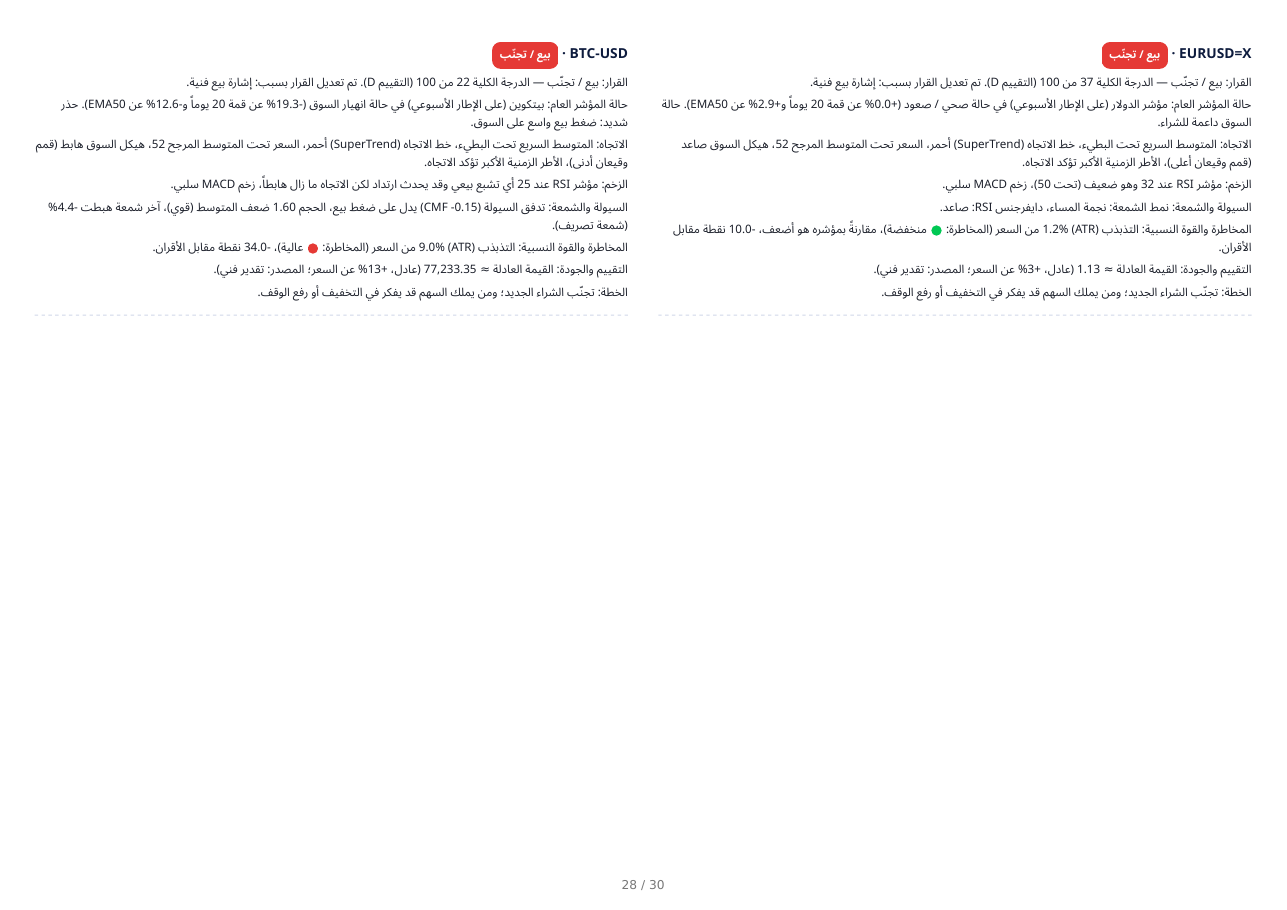 EURUSD=X · بيع / تجنّب
القرار: بيع / تجنّب — الدرجة الكلية 37 من 100 (التقييم D). تم تعديل القرار بسبب: إشارة بيع فنية.
حالة المؤشر العام: مؤشر الدولار (على الإطار الأسبوعي) في حالة صحي / صعود (+0.0% عن قمة 20 يوماً و+2.9% عن EMA50). حالة
السوق داعمة للشراء.
الاتجاه: المتوسط السريع تحت البطيء، خط الاتجاه (SuperTrend) أحمر، السعر تحت المتوسط المرجح 52، هيكل السوق صاعد
(قمم وقيعان أعلى)، الأطر الزمنية الأكبر تؤكد الاتجاه.
الزخم: مؤشر RSI عند 32 وهو ضعيف (تحت 50)، زخم MACD سلبي.
السيولة والشمعة: نمط الشمعة: نجمة المساء، دايفرجنس RSI: صاعد.
المخاطرة والقوة النسبية: التذبذب (ATR) 1.2% من السعر (المخاطرة: 🟢 منخفضة)، مقارنةً بمؤشره هو أضعف، -10.0 نقطة مقابل
الأقران.
التقييم والجودة: القيمة العادلة ≈ 1.13 (عادل، +3% عن السعر؛ المصدر: تقدير فني).
الخطة: تجنّب الشراء الجديد؛ ومن يملك السهم قد يفكر في التخفيف أو رفع الوقف.
BTC-USD · بيع / تجنّب
القرار: بيع / تجنّب — الدرجة الكلية 22 من 100 (التقييم D). تم تعديل القرار بسبب: إشارة بيع فنية.
حالة المؤشر العام: بيتكوين (على الإطار الأسبوعي) في حالة انهيار السوق (-19.3% عن قمة 20 يوماً و-12.6% عن EMA50). حذر
شديد: ضغط بيع واسع على السوق.
الاتجاه: المتوسط السريع تحت البطيء، خط الاتجاه (SuperTrend) أحمر، السعر تحت المتوسط المرجح 52، هيكل السوق هابط (قمم
وقيعان أدنى)، الأطر الزمنية الأكبر تؤكد الاتجاه.
الزخم: مؤشر RSI عند 25 أي تشبع بيعي وقد يحدث ارتداد لكن الاتجاه ما زال هابطاً، زخم MACD سلبي.
السيولة والشمعة: تدفق السيولة (CMF -0.15) يدل على ضغط بيع، الحجم 1.60 ضعف المتوسط (قوي)، آخر شمعة هبطت -4.4%
(شمعة تصريف).
المخاطرة والقوة النسبية: التذبذب (ATR) 9.0% من السعر (المخاطرة: 🔴 عالية)، -34.0 نقطة مقابل الأقران.
التقييم والجودة: القيمة العادلة ≈ 77,233.35 (عادل، +13% عن السعر؛ المصدر: تقدير فني).
الخطة: تجنّب الشراء الجديد؛ ومن يملك السهم قد يفكر في التخفيف أو رفع الوقف.
28 / 30